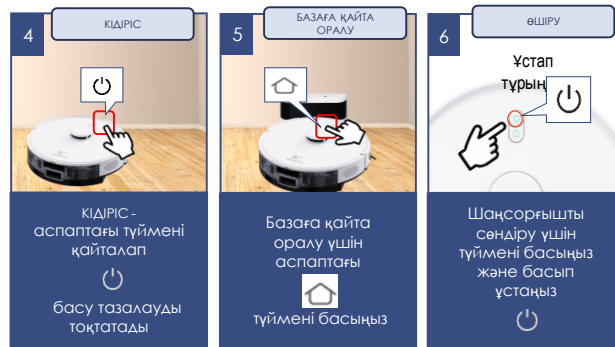 4
КІДІРІС
КІДІРІС -
аспаптағы түймені
қайталап
басу тазалауды
тоқтатады
5
БАЗАҒА ҚАЙТА
ОРАЛУ
Базаға қайта
оралу үшін
аспаптағы
түймені басыңыз
6
ӨШІРУ
Ұстап
тұрың
Шаңсорғышты
сөндіру үшін
түймені басыңыз
және басып
ұстаңыз